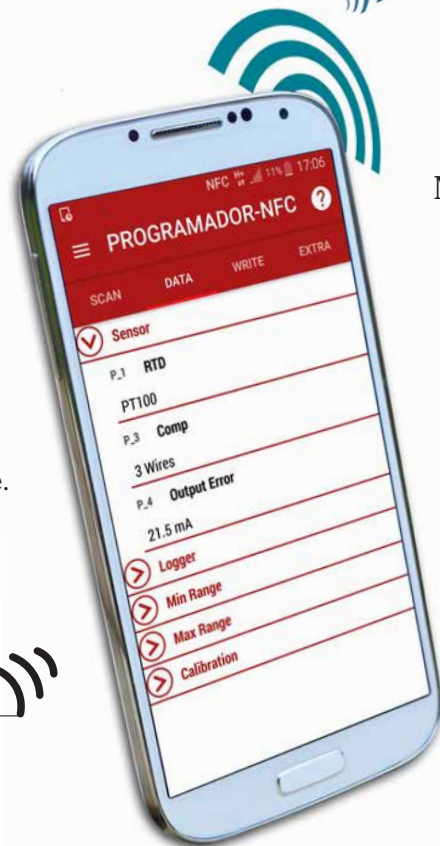 NFC H+ 11% 17:06
PROGRAMADOR-NFC ?
SCAN DATA WRITE EXTRA
Sensor
P_1 RTD
PT100
P_3 Comp
3 Wires
P_4 Output Error
21.5 mA
Logger
Min Range
Max Range
Calibration